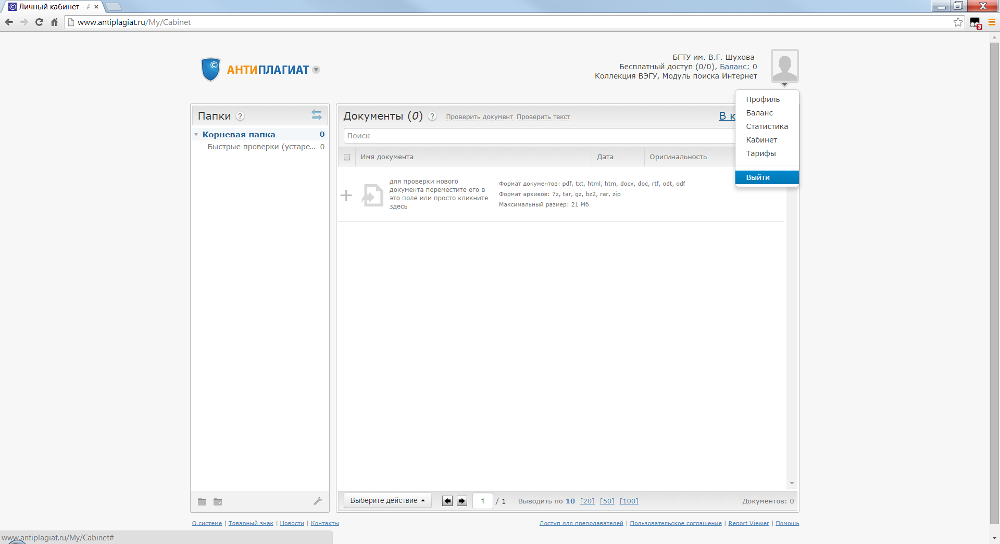 Личный кабинет - А
www.antiplagiat.ru/My/Cabinet
3
©
АНТИПЛАГИАТ
БГТУ им. В.Г. Шухова
Бесплатный доступ (0/0), Баланс: 0
Коллекция ВЭГУ, Модуль поиска Интернет
Профиль
Баланс
Статистика
Кабинет
Тарифы
Выйти
Папки ?
Корневая папка 0
Быстрые проверки (устаре... 0
Документы (0) ? Проверить документ Проверить текст В к
Поиск
Имя документа Дата Оригинальность
для проверки нового
документа переместите его в
это поле или просто кликните
здесь
Формат документов: pdf, txt, html, htm, docx, doc, rtf, odt, odf
Формат архивов: 7z, tar, gz, bz2, rar, zip
Максимальный размер: 21 Мб
Выберите действие 1 / 1 Выводить по 10 [20] [50] [100] Документов: 0
О системе | Товарный знак | Новости | Контакты
Доступ для преподавателей | Пользовательское соглашение | Report Viewer | Помощь
www.antiplagiat.ru/My/Cabinet#